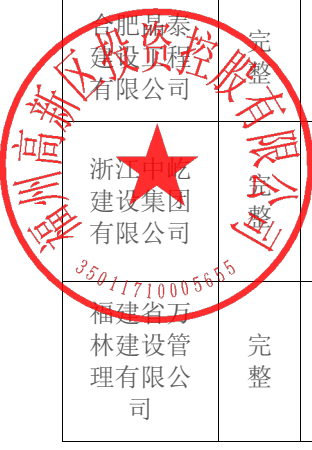 合肥鼎泰
建设工程
有限公司
完
整
浙江中屹
建设集团
有限公司
完
整
福建省万
林建设管
理有限公
司
完
整
福州高新区投资控股有限公司
35011710005655